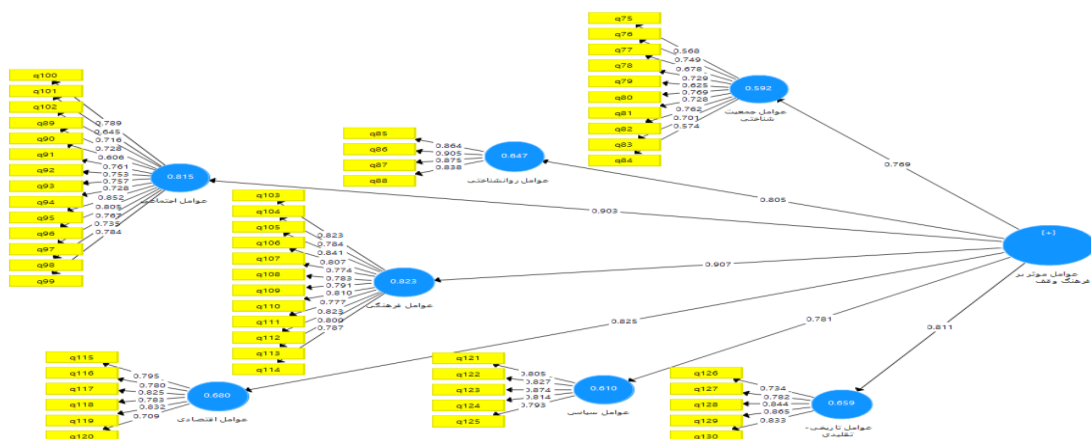 q75
q76
q77
q78
q79
q80
q81
q82
q83
q84
0.568
0.749
0.678
0.729
0.625
0.769
0.728
0.762
0.701
0.574
0.592
عوامل جمعیت
شناختی
q100
q101
q102
q89
q90
q91
q92
q93
q94
q95
q96
q97
q98
q99
0.789
0.645
0.716
0.728
0.606
0.761
0.753
0.757
0.728
0.852
0.805
0.767
0.735
0.784
0.815
عوامل اجتماعی
q85
q86
q87
q88
0.864
0.905
0.875
0.838
0.647
عوامل روانشناختی
q103
q104
q105
q106
q107
q108
q109
q110
q111
q112
q113
q114
0.823
0.784
0.841
0.807
0.774
0.783
0.791
0.810
0.777
0.823
0.809
0.787
0.823
عوامل فرهنگی
0.769
0.805
0.903
0.907
0.825
0.781
0.811
[+]
عوامل موثر بر
فرهنگ وقف
q115
q116
q117
q118
q119
q120
0.795
0.780
0.825
0.783
0.832
0.709
0.680
عوامل اقتصادی
q121
q122
q123
q124
q125
0.805
0.827
0.874
0.814
0.793
0.610
عوامل سیاسی
q126
q127
q128
q129
q130
0.734
0.782
0.844
0.865
0.833
0.659
عوامل تاریخی-
تقلیدی